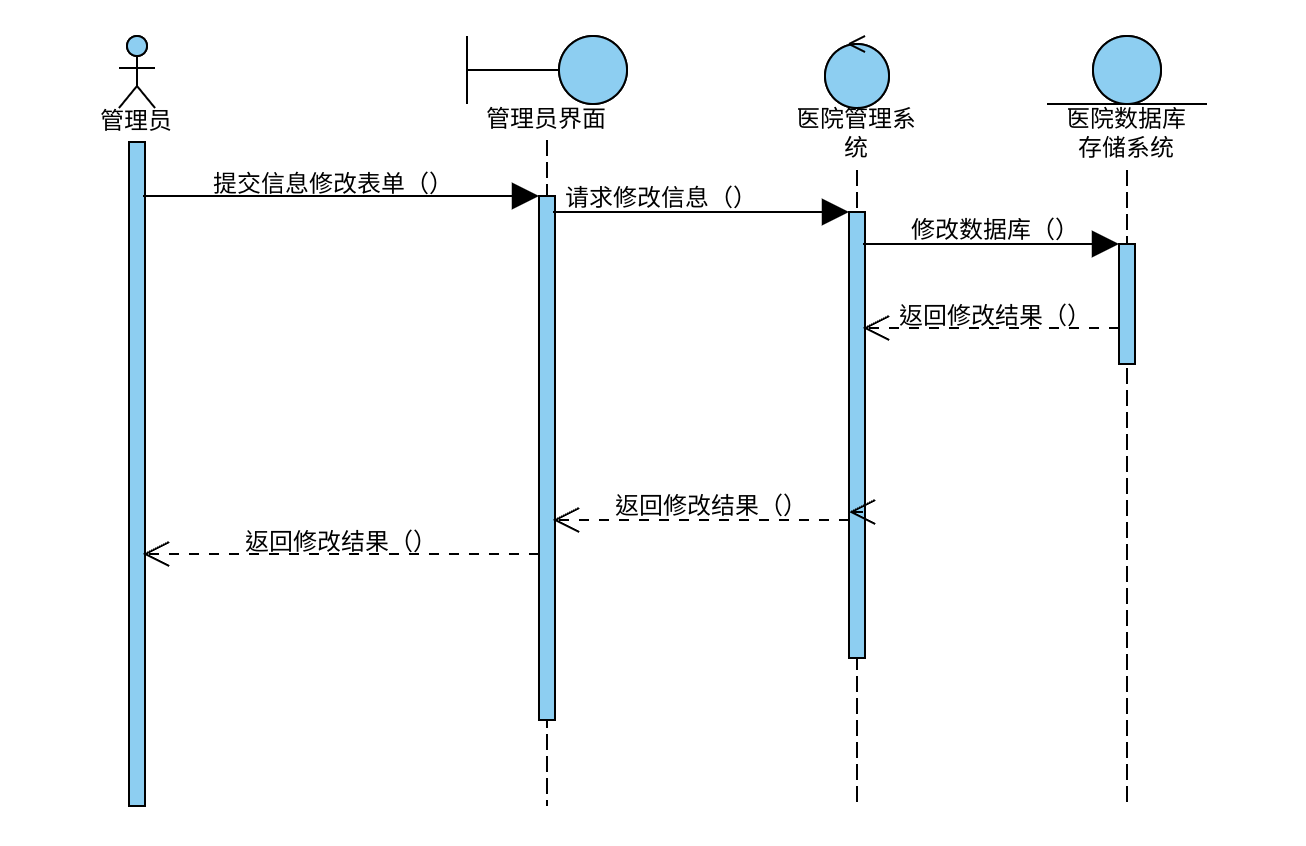 管理员
管理员界面
医院管理系
统
医院数据库
存储系统
提交信息修改表单（）
请求修改信息（）
修改数据库（）
返回修改结果（）
返回修改结果（）
返回修改结果（）